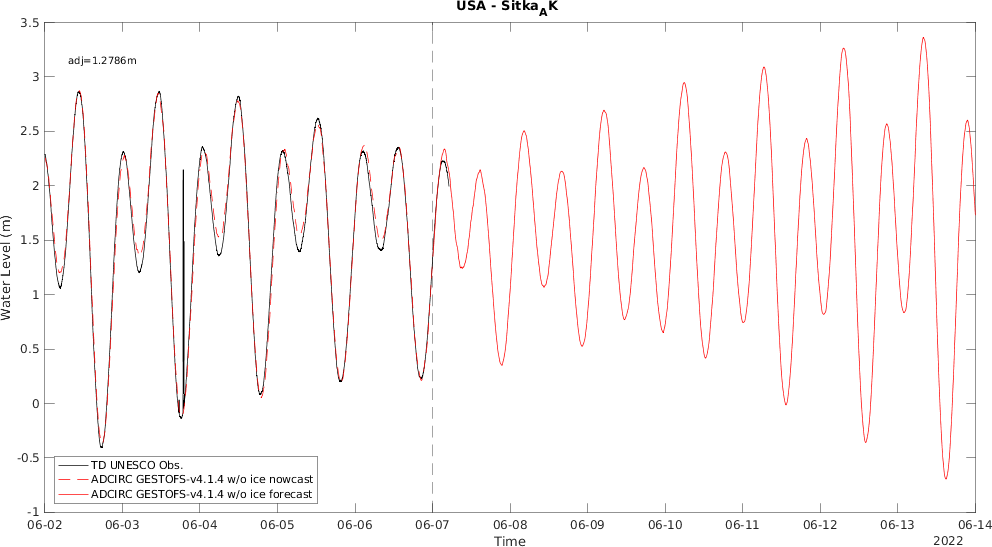 USA - Sitka_AK
adj=1.2786m
3.5
3
2.5
2
1.5
1
0.5
0
-0.5
-1
Water Level (m)
TD UNESCO Obs.
ADCIRC GESTOFS-v4.1.4 w/o ice nowcast
ADCIRC GESTOFS-v4.1.4 w/o ice forecast
06-02 06-03 06-04 06-05 06-06 06-07 06-08 06-09 06-10 06-11 06-12 06-13 06-14
Time
2022